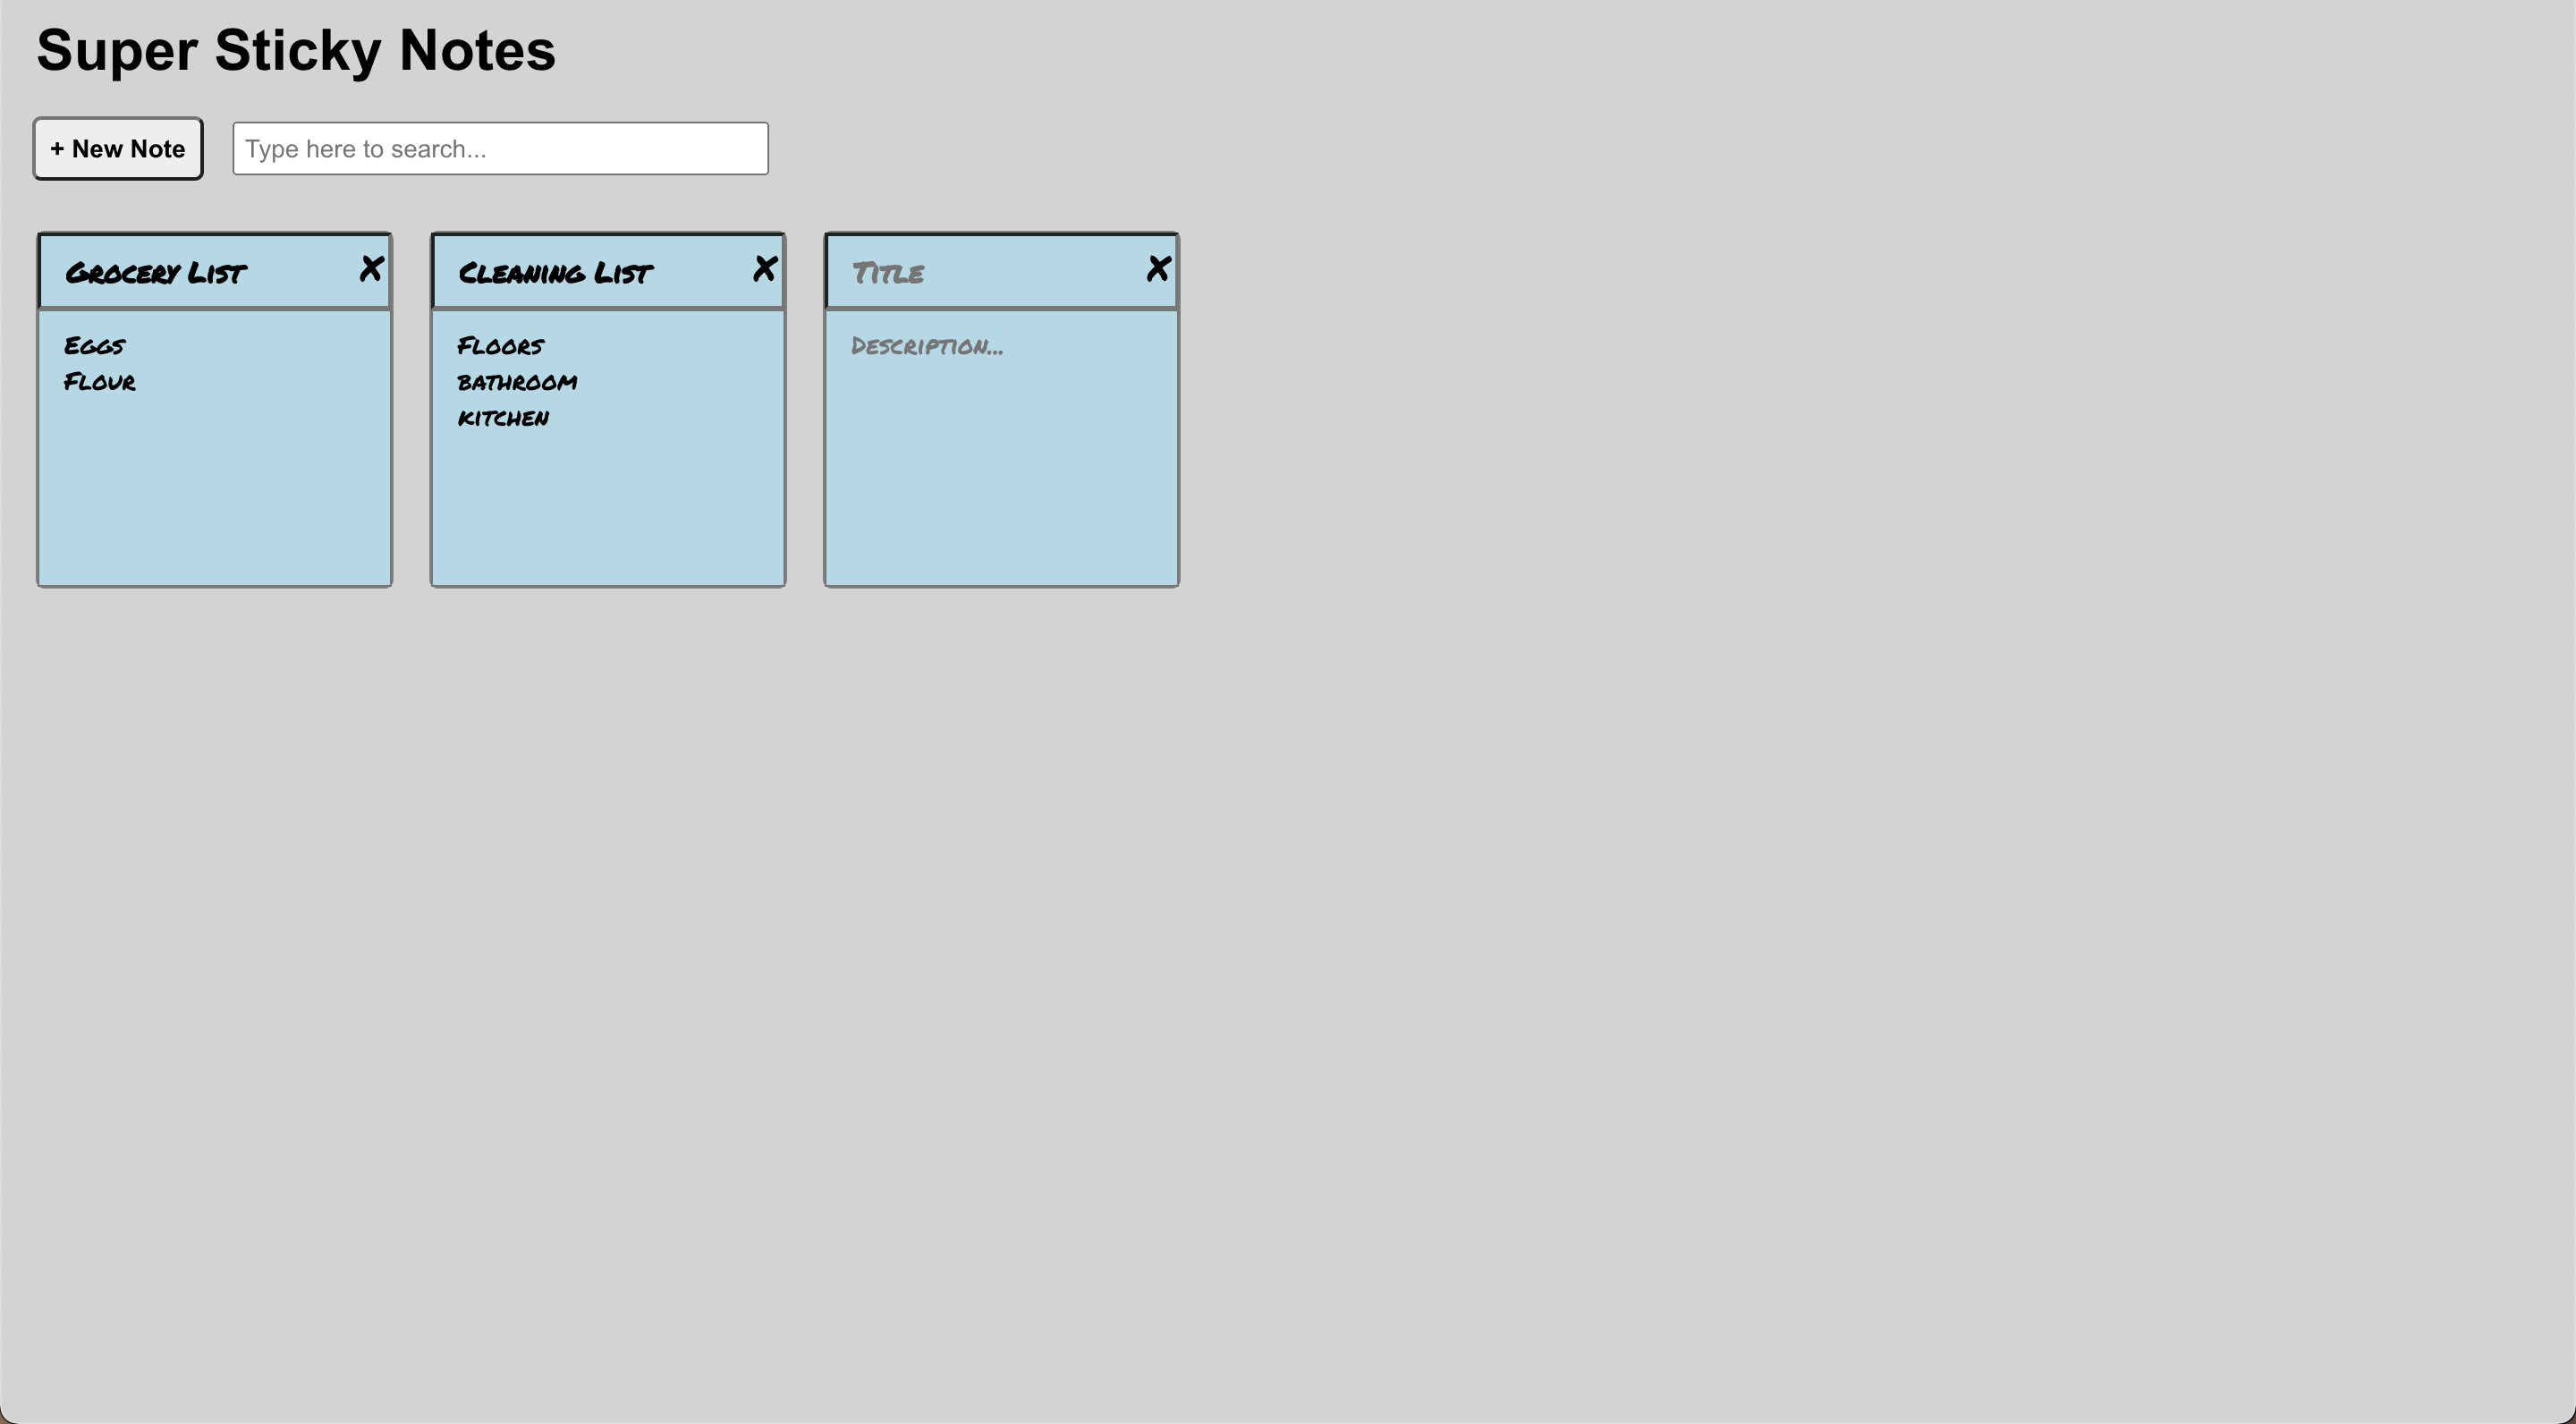 Super Sticky Notes
+ New Note
Type here to search...
Grocery List x
Cleaning List x
Title x
Eggs
Flour
Floors
bathroom
kitchen
Description...